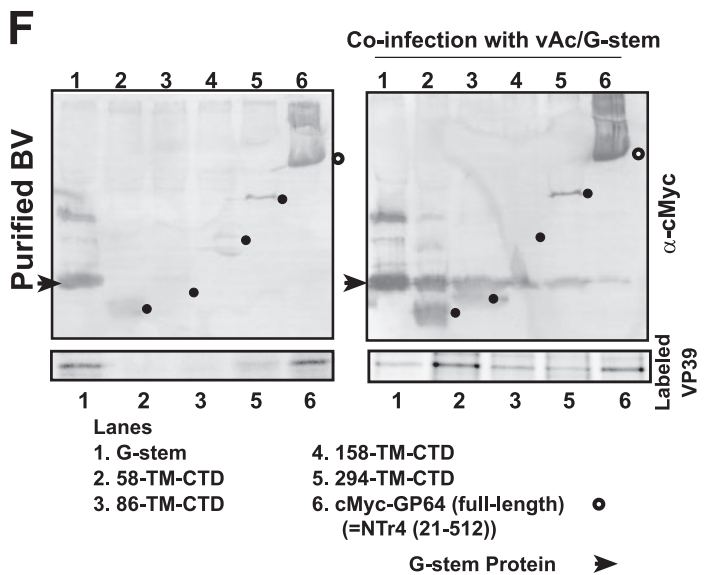 F
Co-infection with vAc/G-stem
1 2 3 4 5 6
1 2 3 4 5 6
Purified BV
α-cMyc
Labeled
VP39
1 2 3 5 6
1 2 3 5 6
Lanes
1. G-stem
2. 58-TM-CTD
3. 86-TM-CTD
4. 158-TM-CTD
5. 294-TM-CTD
6. cMyc-GP64 (full-length)
(=NTr4 (21-512))
G-stem Protein